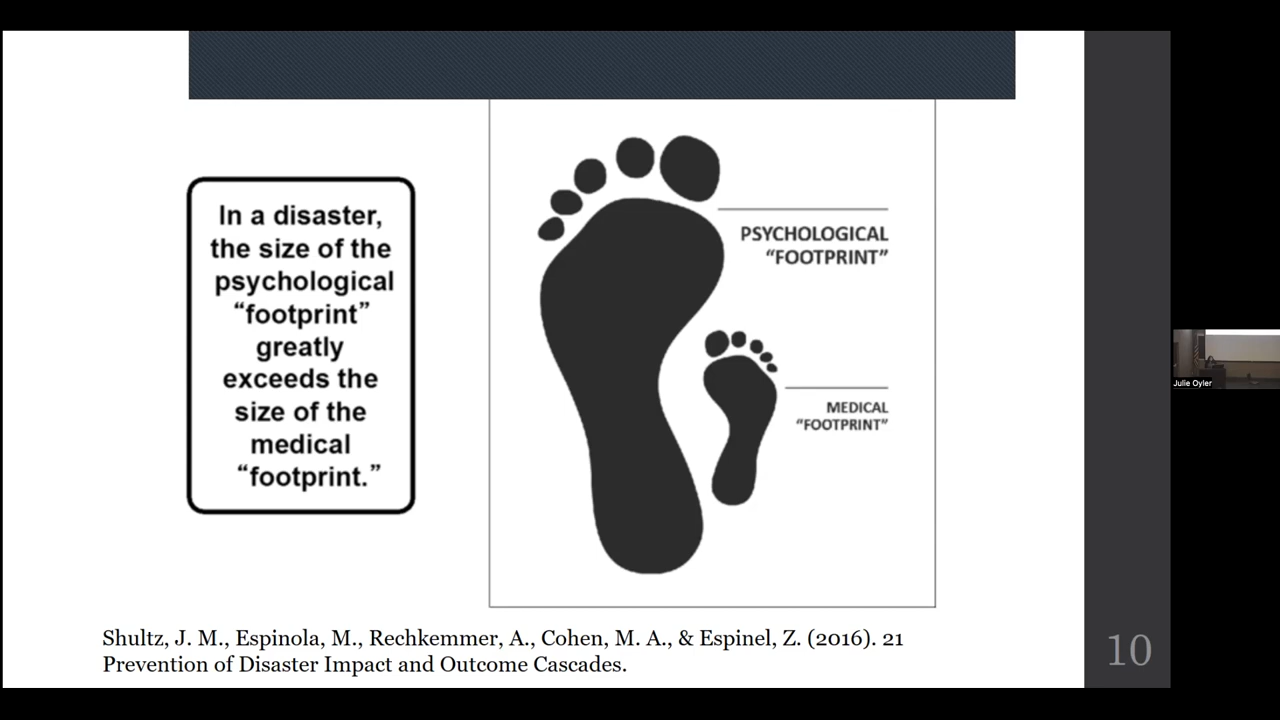 In a disaster,
the size of the
psychological
“footprint”
greatly
exceeds the
size of the
medical
“footprint.”
PSYCHOLOGICAL
“FOOTPRINT”
MEDICAL
“FOOTPRINT”
Shultz, J. M., Espinola, M., Rechkemmer, A., Cohen, M. A., & Espinel, Z. (2016). 21
Prevention of Disaster Impact and Outcome Cascades.
10
Julie Oyler